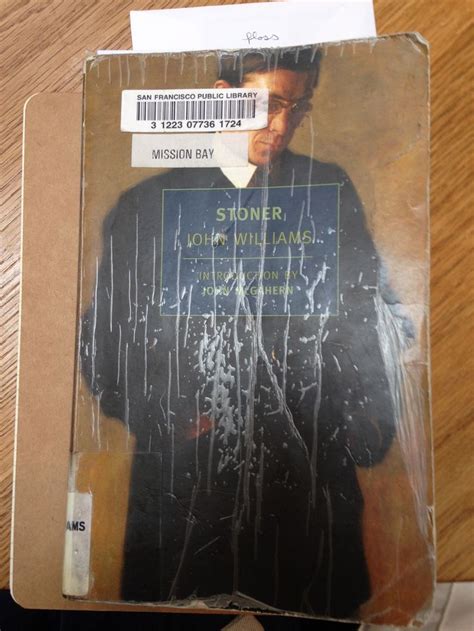 floss
SAN FRANCISCO PUBLIC LIBRARY
3 1223 07736 1724
MISSION BAY
STONER
JOHN WILLIAMS
INTRODUCTION BY
JOHN MCGAHERN
AMS